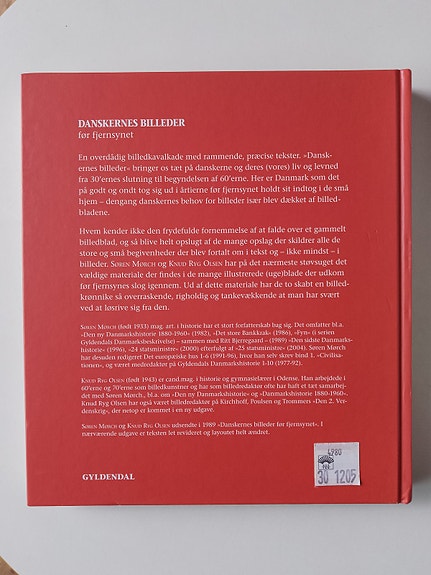 DANSKERNES BILLEDER
før fjernsynet
En overdådig billedkavalkade med rammende, præcise tekster. »Dansk-
ernes billeder« bringer os tæt på danskerne og deres (vores) liv og levned
fra 30'ernes slutning til begyndelsen af 60'erne. Her er Danmark som det
på godt og ondt tog sig ud i årtierne før fjernsynet holdt sit indtog i de små
hjem – dengang danskernes behov for billeder især blev dækket af billed-
bladene.
Hvem kender ikke den frydefulde fornemmelse af at falde over et gammelt
billedblad, og så blive helt opslugt af de mange opslag der skildrer alle de
store og små begivenheder der blev fortalt om i tekst og – ikke mindst – i
billeder. SØREN MØRCH og KNUD RYG OLSEN har på det nærmeste støvsuget det
vældige materiale der findes i de mange illustrerede (uge)blade der udkom
før fjernsynet slog igennem. Ud af dette materiale har de to skabt en billed-
krønnike så overraskende, righoldig og tankevækkende at man har svært
ved at løsrive sig fra den.
SØREN MØRCH (født 1933) mag. art. i historie har et stort forfatterskab bag sig. Det omfatter bl.a.
»Den ny Danmarkshistorie 1880-1960« (1982), »Det store Bankkrak« (1986), »Fyn« (i serien
Gyldendals Danmarksbeskrivelse) – sammen med Ritt Bjerregaard – (1989) »Den sidste Danmarks-
historie« (1996), »24 statsministre« (2000) efterfulgt af »25 statsministre« (2004). Søren Mørch
har desuden redigeret Det europæiske hus 1-6 (1991-96), hvor han selv skrev bind 1. »Civilisa-
tionen«, og været medredaktør på Gyldendals Danmarkshistorie 1-10 (1977-92).
KNUD RYG OLSEN (født 1943) er cand.mag. i historie og gymnasielærer i Odense. Han arbejdede i
60'erne og 70'erne som billedkunstner og har som billedredaktør ofte haft et tæt samarbej-
det med Søren Mørch, bl.a. om »Den ny Danmarkshistorie« og »Danmarkshistorie 1880-1960«.
Knud Ryg Olsen har også været billedredaktør på Kirchhoff, Poulsen og Trommers »Den 2. Ver-
denskrig«, der netop er kommet i en ny udgave.
SØREN MØRCH og KNUD RYG OLSEN udsendte i 1989 »Danskernes billeder før fjernsynet«. I
nærværende udgave er teksten let revideret og layoutet helt ændret.
GYLDENDAL
4980
30 1205